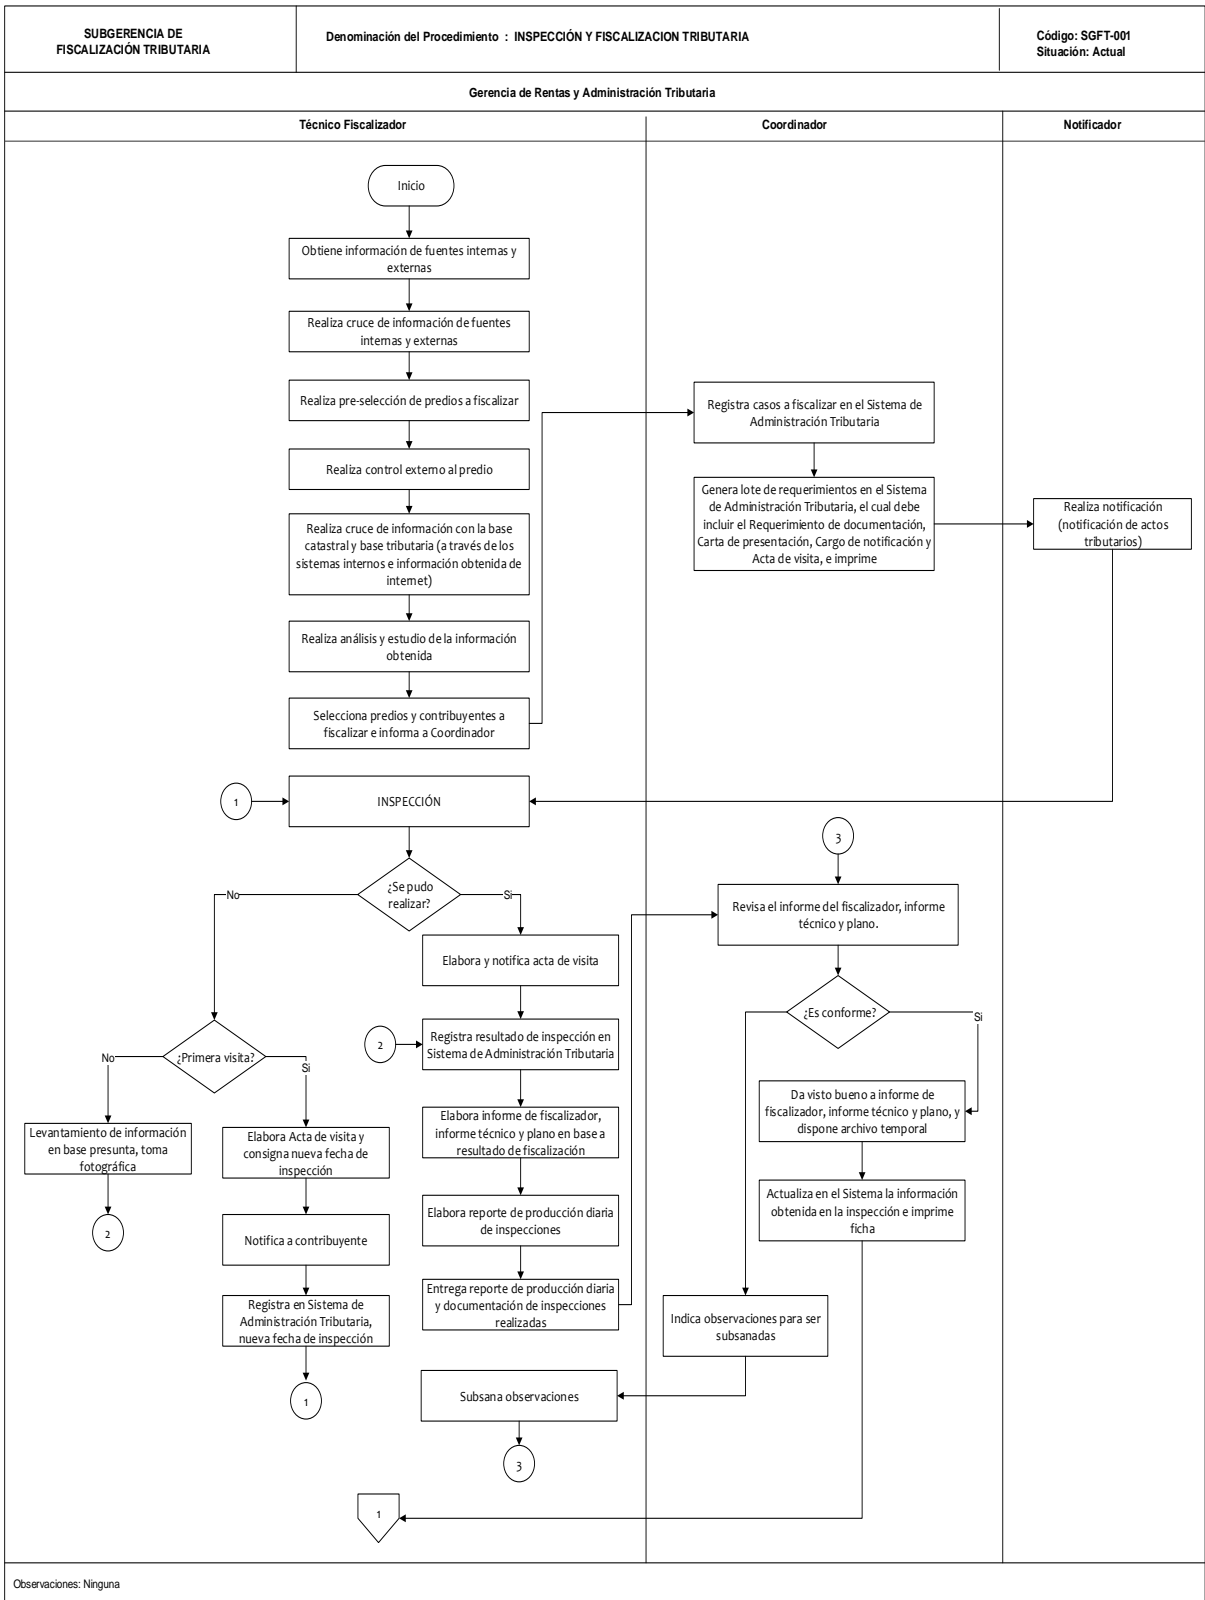 SUBGERENCIA DE
FISCALIZACIÓN TRIBUTARIA
Denominación del Procedimiento : INSPECCIÓN Y FISCALIZACION TRIBUTARIA
Código: SGFT-001
Situación: Actual
Gerencia de Rentas y Administración Tributaria
Técnico Fiscalizador
Coordinador
Notificador
Inicio
Obtiene información de fuentes internas y
externas
Realiza cruce de información de fuentes
internas y externas
Realiza pre-selección de predios a fiscalizar
Realiza control externo al predio
Realiza cruce de información con la base
catastral y base tributaria (a través de los
sistemas internos e información obtenida de
internet)
Realiza análisis y estudio de la información
obtenida
Selecciona predios y contribuyentes a
fiscalizar e informa a Coordinador
Registra casos a fiscalizar en el Sistema de
Administración Tributaria
Genera lote de requerimientos en el Sistema
de Administración Tributaria, el cual debe
incluir el Requerimiento de documentación,
Carta de presentación, Cargo de notificación y
Acta de visita, e imprime
Realiza notificación
(notificación de actos
tributarios)
1
INSPECCIÓN
¿Se pudo
realizar?
No
Si
Elabora y notifica acta de visita
2
Registra resultado de inspección en
Sistema de Administración Tributaria
Elabora informe de fiscalizador,
informe técnico y plano en base a
resultado de fiscalización
Elabora reporte de producción diaria
de inspecciones
Entrega reporte de producción diaria
y documentación de inspecciones
realizadas
¿Primera visita?
No
Si
Levantamiento de información
en base presunta, toma
fotográfica
2
Elabora Acta de visita y
consigna nueva fecha de
inspección
Notifica a contribuyente
Registra en Sistema de
Administración Tributaria,
nueva fecha de inspección
1
3
Revisa el informe del fiscalizador, informe
técnico y plano.
¿Es conforme?
Si
Da visto bueno a informe de
fiscalizador, informe técnico y plano, y
dispone archivo temporal
Actualiza en el Sistema la información
obtenida en la inspección e imprime
ficha
Indica observaciones para ser
subsanadas
Subsana observaciones
3
1
Observaciones: Ninguna